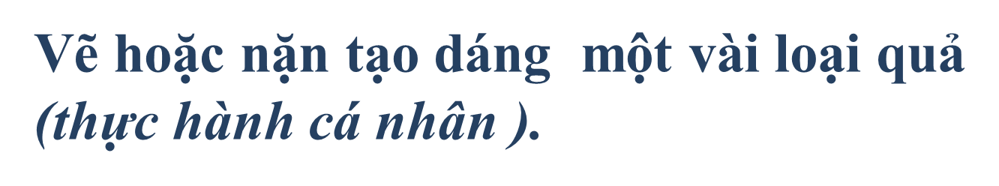 Vẽ hoặc nặn tạo dáng  một vài loại quả
(thực hành cá nhân ).